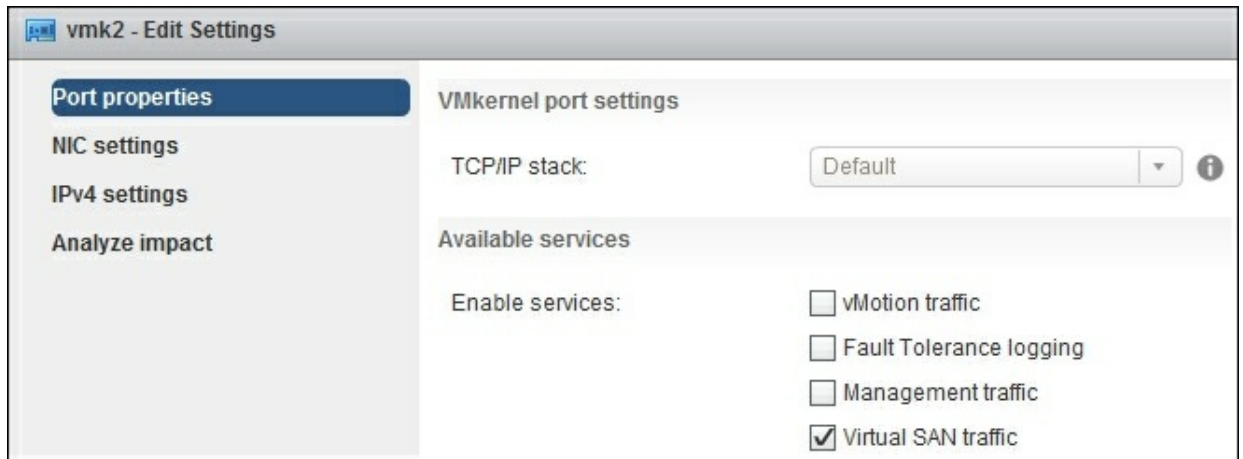 vmk2 - Edit Settings
Port properties
NIC settings
IPv4 settings
Analyze impact
VMkernel port settings
TCP/IP stack: Default
Available services
Enable services: vMotion traffic
Fault Tolerance logging
Management traffic
Virtual SAN traffic